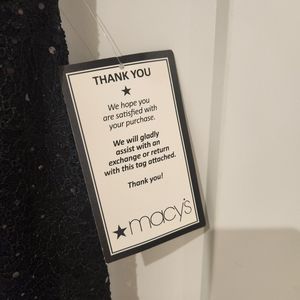 THANK YOU
★
We hope you
are satisfied with
your purchase.
We will gladly
assist with an
exchange or return
with this tag attached.
Thank you!
★macy's